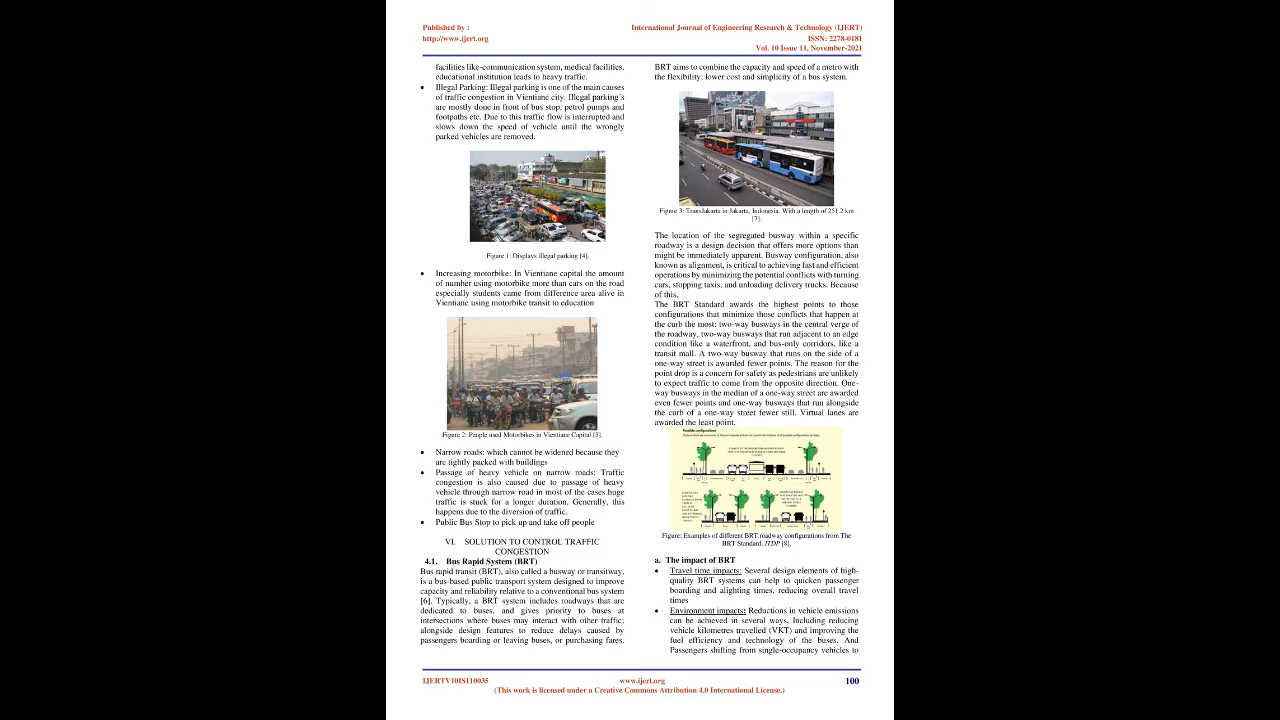 Published by :
http://www.ijert.org
International Journal of Engineering Research & Technology (IJERT)
ISSN: 2278-0181
Vol. 10 Issue 11, November-2021
facilities like-communication system, medical facilities,
educational institution leads to heavy traffic.
• Illegal Parking: Illegal parking is one of the main causes
of traffic congestion in Vientiane city. Illegal parking's
are mostly done in front of bus stop, petrol pumps and
footpaths etc. Due to this traffic flow is interrupted and
slows down the speed of vehicle until the wrongly
parked vehicles are removed.
Figure 1: Displays illegal parking [4].
• Increasing motorbike: In Vientiane capital the amount
of number using motorbike more than cars on the road
especially students came from difference area alive in
Vientiane using motorbike transit to education
Figure 2: People used Motorbikes in Vientiane Capital [5].
• Narrow roads: which cannot be widened because they
are tightly packed with buildings
• Passage of heavy vehicle on narrow roads: Traffic
congestion is also caused due to passage of heavy
vehicle through narrow road in most of the cases huge
traffic is stuck for a longer duration. Generally, this
happens due to the diversion of traffic.
• Public Bus Stop to pick up and take off people
VI. SOLUTION TO CONTROL TRAFFIC
CONGESTION
4.1. Bus Rapid System (BRT)
Bus rapid transit (BRT), also called a busway or transitway,
is a bus-based public transport system designed to improve
capacity and reliability relative to a conventional bus system
[6]. Typically, a BRT system includes roadways that are
dedicated to buses, and gives priority to buses at
intersections where buses may interact with other traffic;
alongside design features to reduce delays caused by
passengers boarding or leaving buses, or purchasing fares.
BRT aims to combine the capacity and speed of a metro with
the flexibility, lower cost and simplicity of a bus system.
Figure 3: TransJakarta in Jakarta, Indonesia. With a length of 251.2 km
[7].
The location of the segregated busway within a specific
roadway is a design decision that offers more options than
might be immediately apparent. Busway configuration, also
known as alignment, is critical to achieving fast and efficient
operations by minimizing the potential conflicts with turning
cars, stopping taxis, and unloading delivery trucks. Because
of this,
The BRT Standard awards the highest points to those
configurations that minimize those conflicts that happen at
the curb the most: two-way busways in the central verge of
the roadway, two-way busways that run adjacent to an edge
condition like a waterfront, and bus-only corridors, like a
transit mall. A two-way busway that runs on the side of a
one-way street is awarded fewer points. The reason for the
point drop is a concern for safety as pedestrians are unlikely
to expect traffic to come from the opposite direction. One-
way busways in the median of a one-way street are awarded
even fewer points and one-way busways that run alongside
the curb of a one-way street fewer still. Virtual lanes are
awarded the least point.
Possible configurations
Figure: Examples of different BRT roadway configurations from The
BRT Standard, ITDP [8].
a. The impact of BRT
• Travel time impacts: Several design elements of high-
quality BRT systems can help to quicken passenger
boarding and alighting times, reducing overall travel
times
• Environment impacts: Reductions in vehicle emissions
can be achieved in several ways, Including reducing
vehicle kilometres travelled (VKT) and improving the
fuel efficiency and technology of the buses. And
Passengers shifting from single-occupancy vehicles to
IJERTV10IS110035
www.ijert.org
100
(This work is licensed under a Creative Commons Attribution 4.0 International License.)